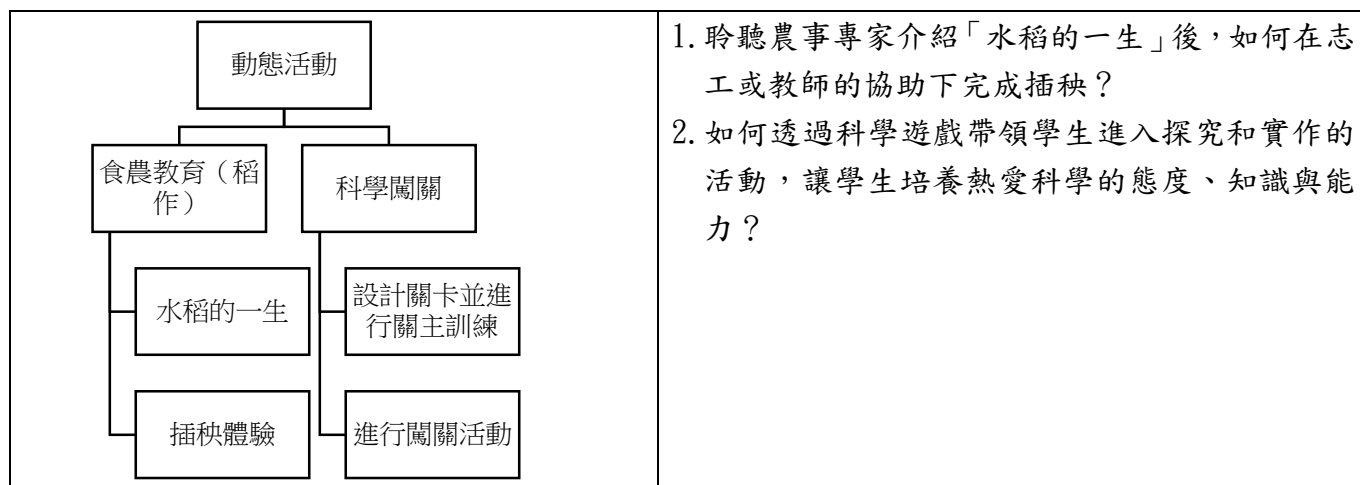 動態活動
食農教育（稻
作）
科學闖關
水稻的一生
設計關卡並進
行關主訓練
插秧體驗
進行闖關活動
1.聆聽農事專家介紹「水稻的一生」後，如何在志
工或教師的協助下完成插秧？
2.如何透過科學遊戲帶領學生進入探究和實作的
活動，讓學生培養熱愛科學的態度、知識與能
力？